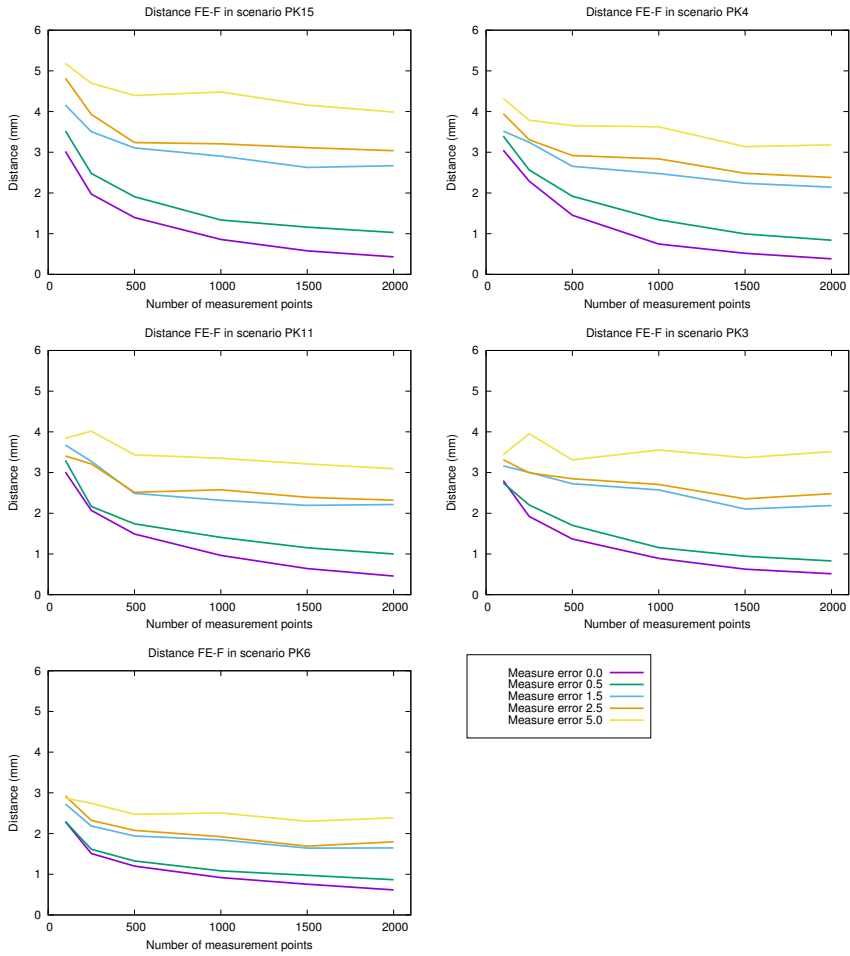 Distance FE-F in scenario PK15
6
5
4
3
2
1
0
Distance (mm)
0 500 1000 1500 2000
Number of measurement points
Distance FE-F in scenario PK4
6
5
4
3
2
1
0
Distance (mm)
0 500 1000 1500 2000
Number of measurement points
Distance FE-F in scenario PK11
6
5
4
3
2
1
0
Distance (mm)
0 500 1000 1500 2000
Number of measurement points
Distance FE-F in scenario PK3
6
5
4
3
2
1
0
Distance (mm)
0 500 1000 1500 2000
Number of measurement points
Distance FE-F in scenario PK6
6
5
4
3
2
1
0
Distance (mm)
0 500 1000 1500 2000
Number of measurement points
Measure error 0.0
Measure error 0.5
Measure error 1.5
Measure error 2.5
Measure error 5.0